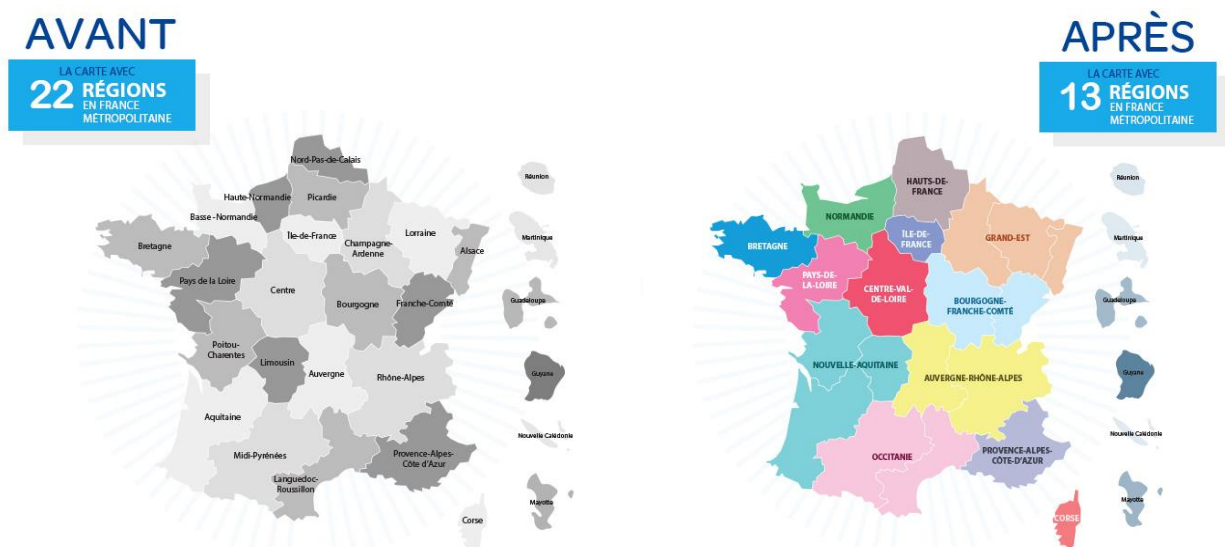 AVANT
LA CARTE AVEC
22 RÉGIONS
EN FRANCE
MÉTROPOLITAINE
Nord-Pas-de-Calais
Haute-Normandie
Picardie
Basse-Normandie
Île-de-France
Champagne-
Ardenne
Lorraine
Alsace
Bretagne
Pays de la Loire
Centre
Bourgogne
Franche-Comté
Poitou-
Charentes
Limousin
Auvergne
Rhône-Alpes
Aquitaine
Midi-Pyrénées
Languedoc-
Roussillon
Provence-Alpes-
Côte d'Azur
Corse
Réunion
Martinique
Guadeloupe
Guyane
Nouvelle Calédonie
Mayotte
APRÈS
LA CARTE AVEC
13 RÉGIONS
EN FRANCE
MÉTROPOLITAINE
HAUTS-DE-
FRANCE
NORMANDIE
ÎLE-DE-
FRANCE
GRAND-EST
BRETAGNE
PAYS-DE-
LA-LOIRE
CENTRE-VAL-
DE-LOIRE
BOURGOGNE-
FRANCHE-COMTÉ
NOUVELLE-AQUITAINE
AUVERGNE-RHÔNE-ALPES
OCCITANIE
PROVENCE-ALPES-
CÔTE-D'AZUR
CORSE
Réunion
Martinique
Guadeloupe
Guyane
Nouvelle Calédonie
Mayotte